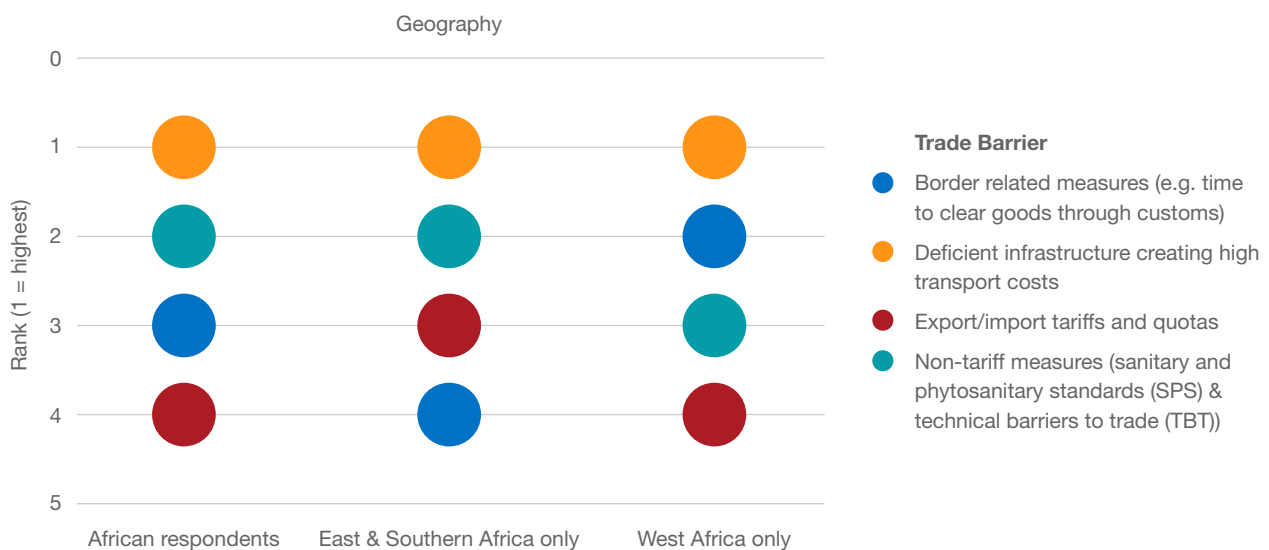 Geography
0
1
2
3
4
5
Rank (1 = highest)
African respondents
East & Southern Africa only
West Africa only
Trade Barrier
Border related measures (e.g. time
to clear goods through customs)
Deficient infrastructure creating high
transport costs
Export/import tariffs and quotas
Non-tariff measures (sanitary and
phytosanitary standards (SPS) &
technical barriers to trade (TBT))